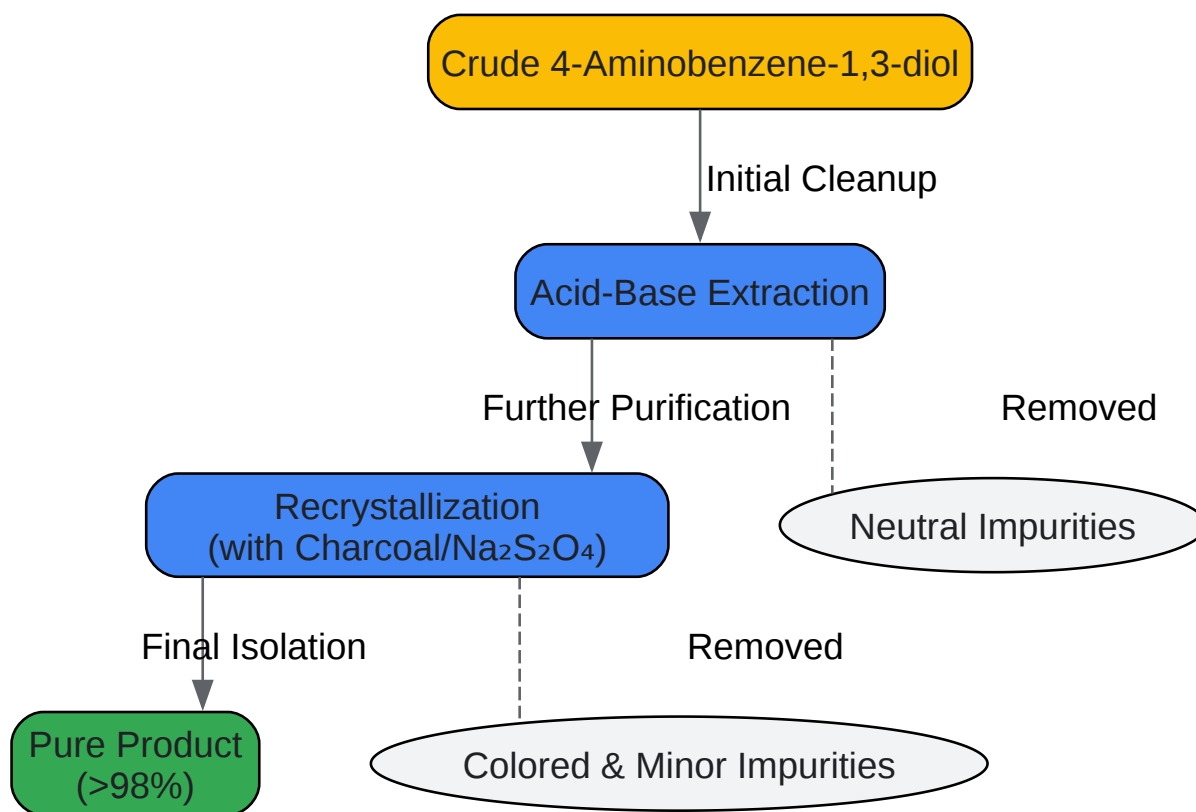 Crude 4-Aminobenzene-1,3-diol
Initial Cleanup
Acid-Base Extraction
Further Purification
Removed
Recrystallization
(with Charcoal/Na₂S₂O₄)
Neutral Impurities
Final Isolation
Removed
Pure Product
(>98%)
Colored & Minor Impurities